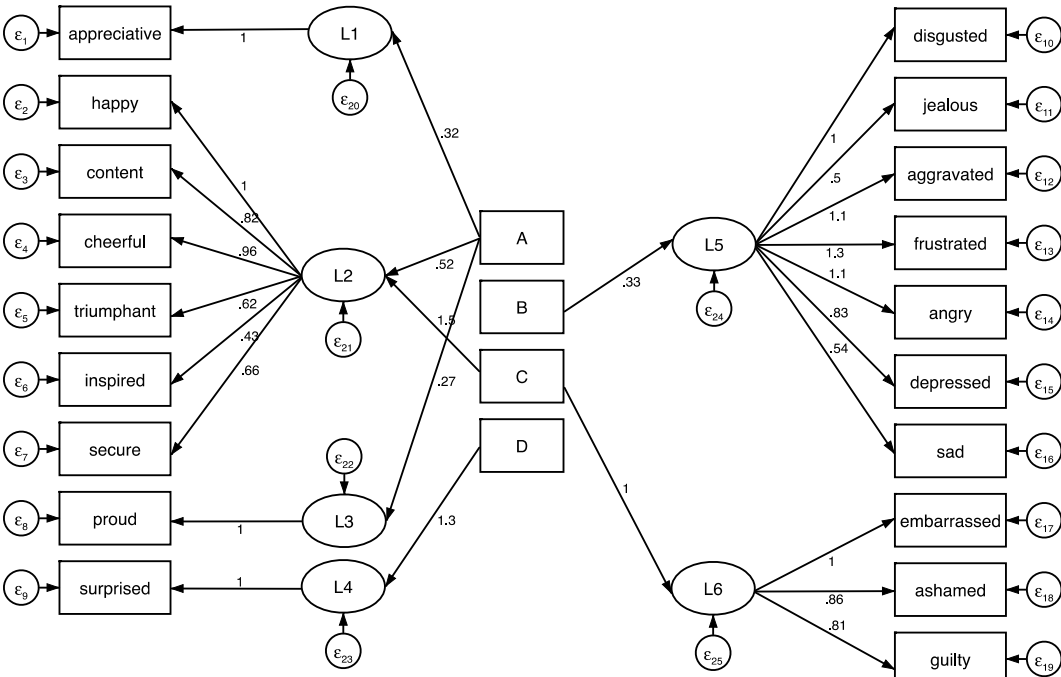 ε1 appreciative 1 L1
ε20
ε2 happy
ε3 content
ε4 cheerful
ε5 triumphant
ε6 inspired
ε7 secure
1
.82
.96
.62
.43
.66
L2
ε21
ε8 proud 1 L3
ε22
ε9 surprised 1 L4
ε23
.32
.52
1.5
.27
1.3
A
B
C
D
.33
1
L5
ε24
1
.5
1.1
1.3
1.1
.83
.54
disgusted ε10
jealous ε11
aggravated ε12
frustrated ε13
angry ε14
depressed ε15
sad ε16
L6
ε25
1
.86
.81
embarrassed ε17
ashamed ε18
guilty ε19